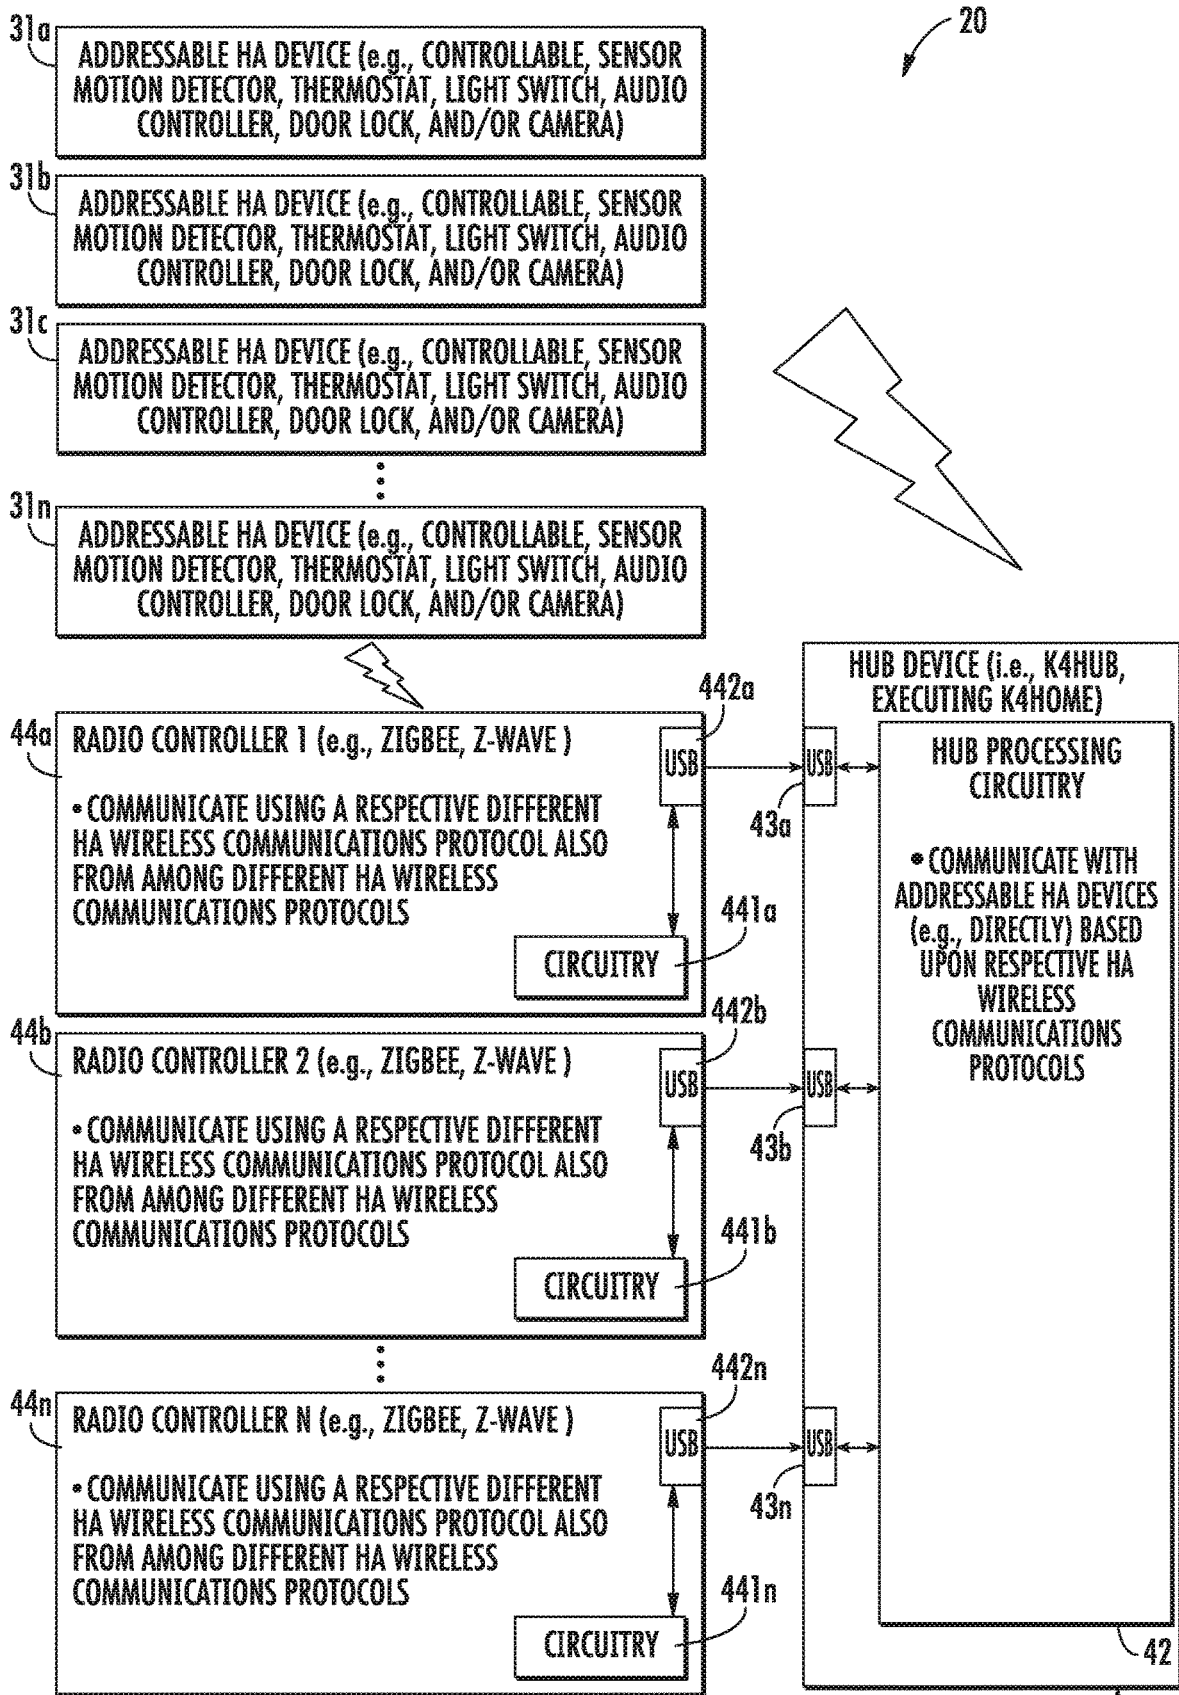 20
31a
ADDRESSABLE HA DEVICE (e.g., CONTROLLABLE, SENSOR
MOTION DETECTOR, THERMOSTAT, LIGHT SWITCH, AUDIO
CONTROLLER, DOOR LOCK, AND/OR CAMERA)
31b
ADDRESSABLE HA DEVICE (e.g., CONTROLLABLE, SENSOR
MOTION DETECTOR, THERMOSTAT, LIGHT SWITCH, AUDIO
CONTROLLER, DOOR LOCK, AND/OR CAMERA)
31c
ADDRESSABLE HA DEVICE (e.g., CONTROLLABLE, SENSOR
MOTION DETECTOR, THERMOSTAT, LIGHT SWITCH, AUDIO
CONTROLLER, DOOR LOCK, AND/OR CAMERA)
31n
ADDRESSABLE HA DEVICE (e.g., CONTROLLABLE, SENSOR
MOTION DETECTOR, THERMOSTAT, LIGHT SWITCH, AUDIO
CONTROLLER, DOOR LOCK, AND/OR CAMERA)
44a
RADIO CONTROLLER 1 (e.g., ZIGBEE, Z-WAVE )
• COMMUNICATE USING A RESPECTIVE DIFFERENT
HA WIRELESS COMMUNICATIONS PROTOCOL ALSO
FROM AMONG DIFFERENT HA WIRELESS
COMMUNICATIONS PROTOCOLS
442a
USB
441a
CIRCUITRY
44b
RADIO CONTROLLER 2 (e.g., ZIGBEE, Z-WAVE )
• COMMUNICATE USING A RESPECTIVE DIFFERENT
HA WIRELESS COMMUNICATIONS PROTOCOL ALSO
FROM AMONG DIFFERENT HA WIRELESS
COMMUNICATIONS PROTOCOLS
442b
USB
441b
CIRCUITRY
44n
RADIO CONTROLLER N (e.g., ZIGBEE, Z-WAVE )
• COMMUNICATE USING A RESPECTIVE DIFFERENT
HA WIRELESS COMMUNICATIONS PROTOCOL ALSO
FROM AMONG DIFFERENT HA WIRELESS
COMMUNICATIONS PROTOCOLS
442n
USB
441n
CIRCUITRY
HUB DEVICE (i.e., K4HUB,
EXECUTING K4HOME)
USB
43a
USB
43b
USB
43n
HUB PROCESSING
CIRCUITRY
• COMMUNICATE WITH
ADDRESSABLE HA DEVICES
(e.g., DIRECTLY) BASED
UPON RESPECTIVE HA
WIRELESS
COMMUNICATIONS
PROTOCOLS
42